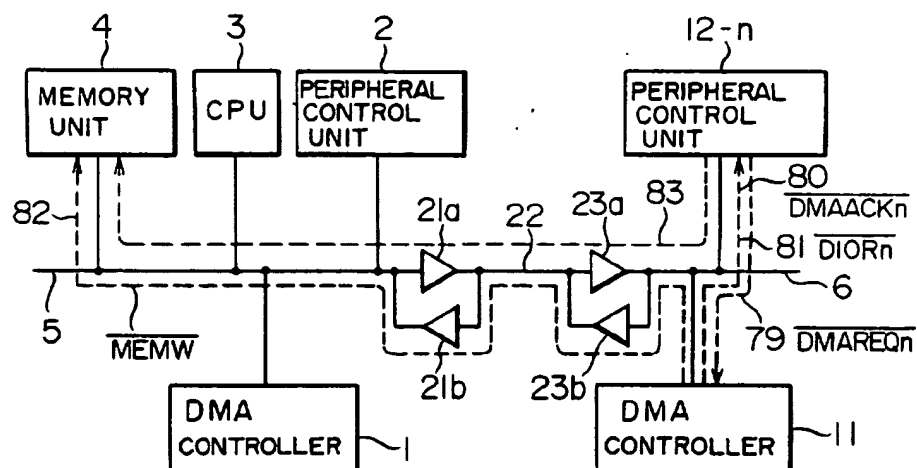 4
3
2
12-n
MEMORY
UNIT
CPU
PERIPHERAL
CONTROL
UNIT
PERIPHERAL
CONTROL
UNIT
82
21a
22
23a
83
80
DMAACKn
81 DIORn
5
6
MEMW
21b
23b
79 DMAREQn
DMA
CONTROLLER
1
DMA
CONTROLLER
11